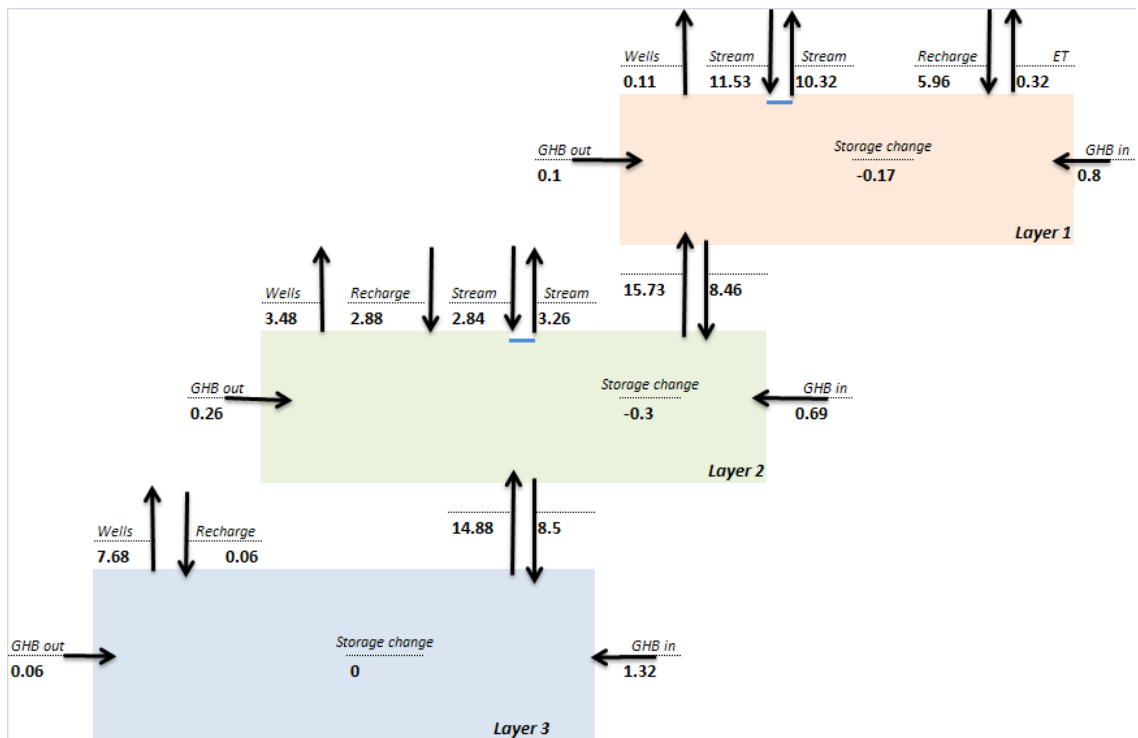 Wells Stream Stream Recharge ET
0.11 11.53 10.32 5.96 0.32
GHB out Storage change GHB in
0.1 -0.17 0.8
Layer 1
15.73 8.46
Wells Recharge Stream Stream
3.48 2.88 2.84 3.26
GHB out Storage change GHB in
0.26 -0.3 0.69
Layer 2
14.88 8.5
Wells Recharge
7.68 0.06
GHB out Storage change GHB in
0.06 0 1.32
Layer 3